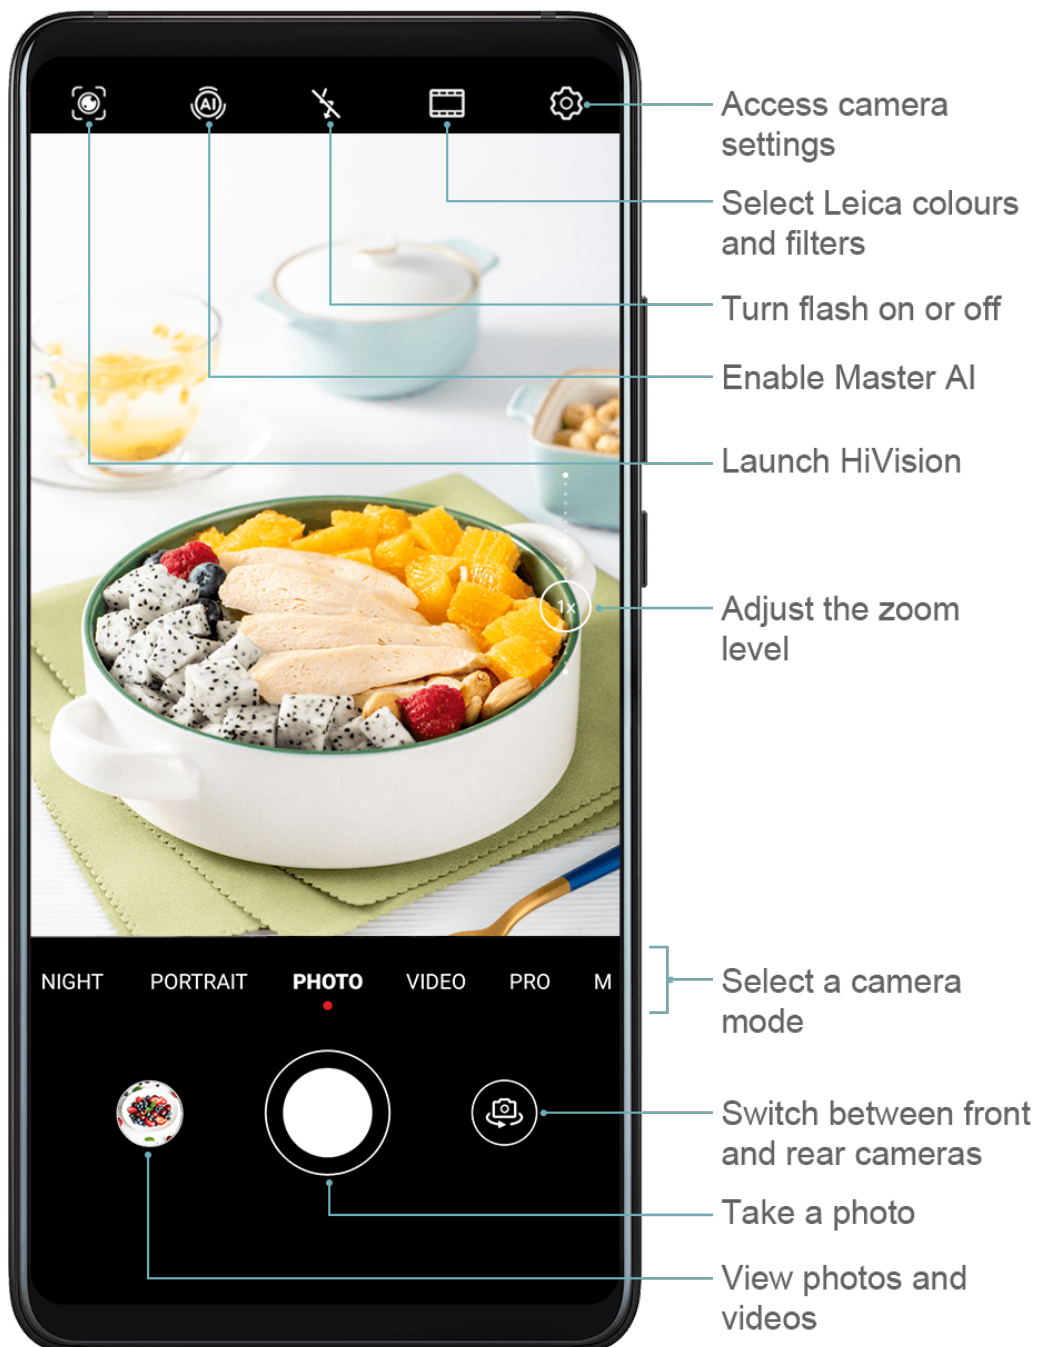 AI
Access camera
settings
Select Leica colours
and filters
Turn flash on or off
Enable Master AI
Launch HiVision
1x
Adjust the zoom
level
NIGHT PORTRAIT PHOTO VIDEO PRO M
Select a camera
mode
Switch between front
and rear cameras
Take a photo
View photos and
videos